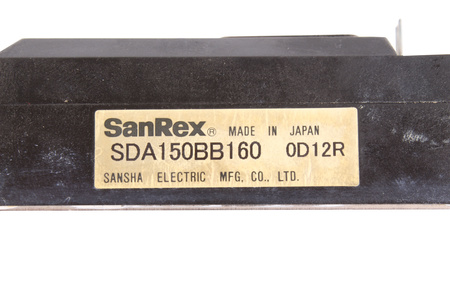 SanRex® MADE IN JAPAN
SDA150BB160 0D12R
SANSHA ELECTRIC MFG. CO., LTD.